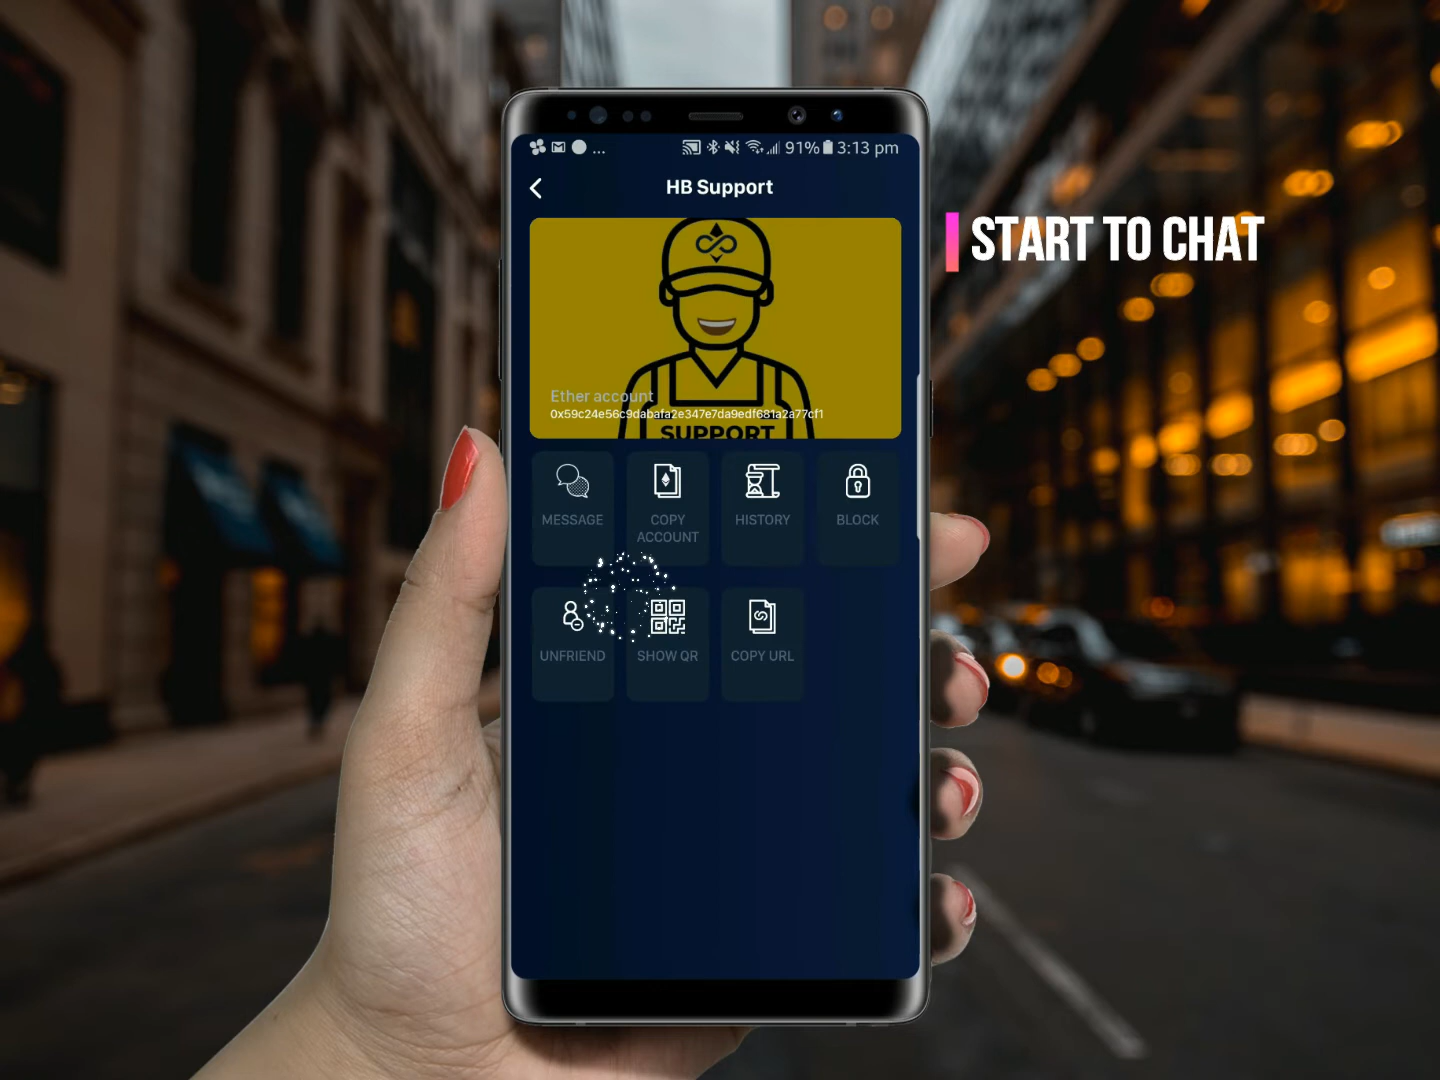 ... 91% 3:13 pm
HB Support
START TO CHAT
Ether account
0x59c24e56c9dabafa2e347e7da9edf681a2a77cf1
SUPPORT
MESSAGE
COPY
ACCOUNT
HISTORY
BLOCK
UNFRIEND
SHOW QR
COPY URL